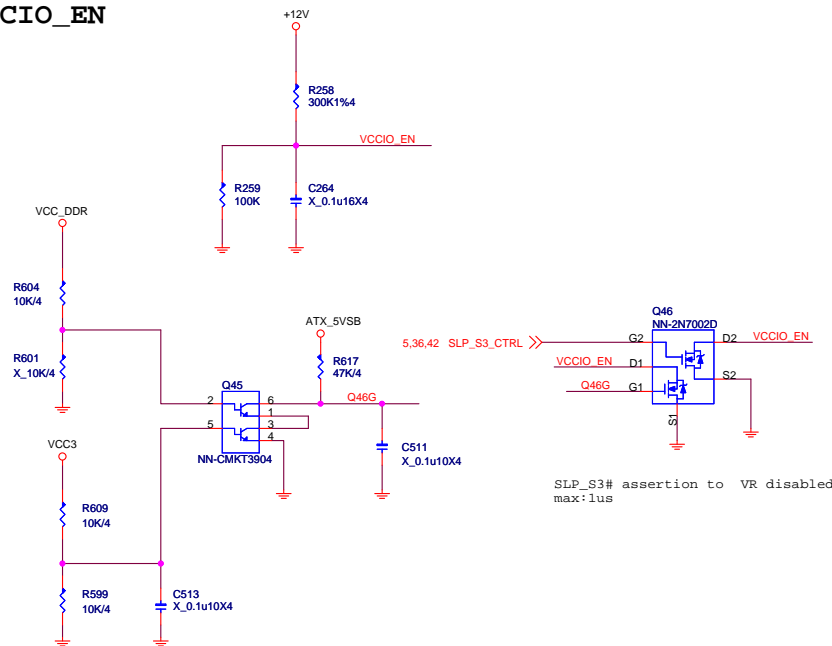 CIO_EN
+12V
R258
300K1%4
VCCIO_EN
R259
100K
C264
X_0.1u16X4
VCC_DDR
R604
10K/4
R601
X_10K/4
ATX_5VSB
R617
47K/4
Q45
2
6
Q46G
1
5
3
4
NN-CMKT3904
C511
X_0.1u10X4
VCC3
R609
10K/4
R599
10K/4
C513
X_0.1u10X4
Q46
NN-2N7002D
5,36,42 SLP_S3_CTRL
G2
D2
VCCIO_EN
VCCIO_EN
D1
S2
Q46G
G1
S1
SLP_S3# assertion to VR disabled
max:1us